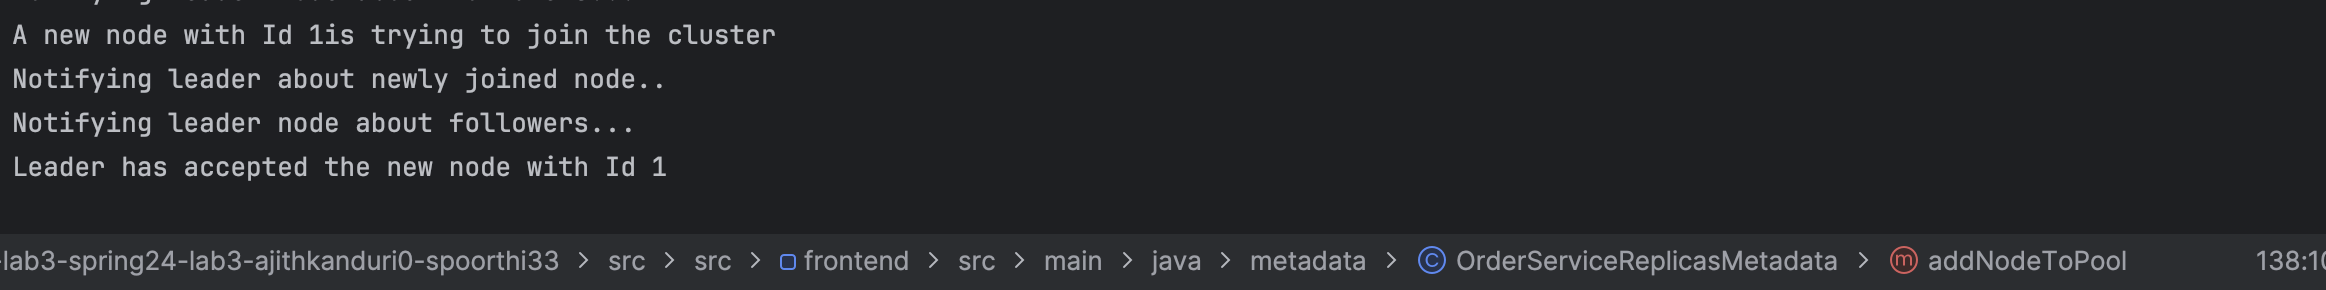 A new node with Id 1is trying to join the cluster
Notifying leader about newly joined node..
Notifying leader node about followers...
Leader has accepted the new node with Id 1
-lab3-spring24-lab3-ajithkanduri0-spoorthi33 > src > src > frontend > src > main > java > metadata > OrderServiceReplicasMetadata > addNodeToPool 138:10